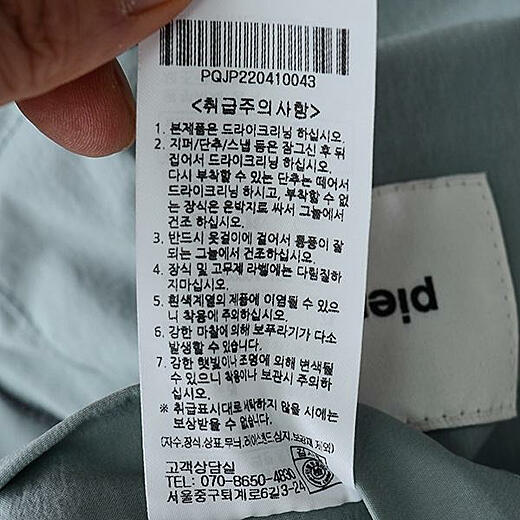 PQJP220410043
<취급주의사항>
1. 본제품은 드라이크리닝 하십시오.
2. 지퍼/단추/스냅 등은 잠그신 후 뒤
집어서 드라이크리닝 하십시오.
다시 부착할 수 있는 단추는 떼어서
드라이크리닝 하시고, 부착할 수 없
는 장식은 은박지로 싸서 그늘에서
건조 하십시오.
3. 반드시 옷걸이에 걸어서 통풍이 잘
되는 그늘에서 건조하십시오.
4. 장식 및 고무제 라벨에는 다림질하
지마십시오.
5. 흰색계열의 제품에 이염될 수 있으
니 착용에 주의하십시오.
6. 강한 마찰에 의해 보푸라기가 다소
발생할 수 있습니다.
7. 강한 햇빛이나 조명에 의해 변색될
수 있으니 착용이나 보관시 주의하
십시오.
※ 취급표시대로 세탁하지 않을 시에는
보상받을 수 없습니다.
(자수,장식,상표,무늬,
고객상담실
TEL: 070-8650-4830
서울중구퇴계로6길3-24
pie